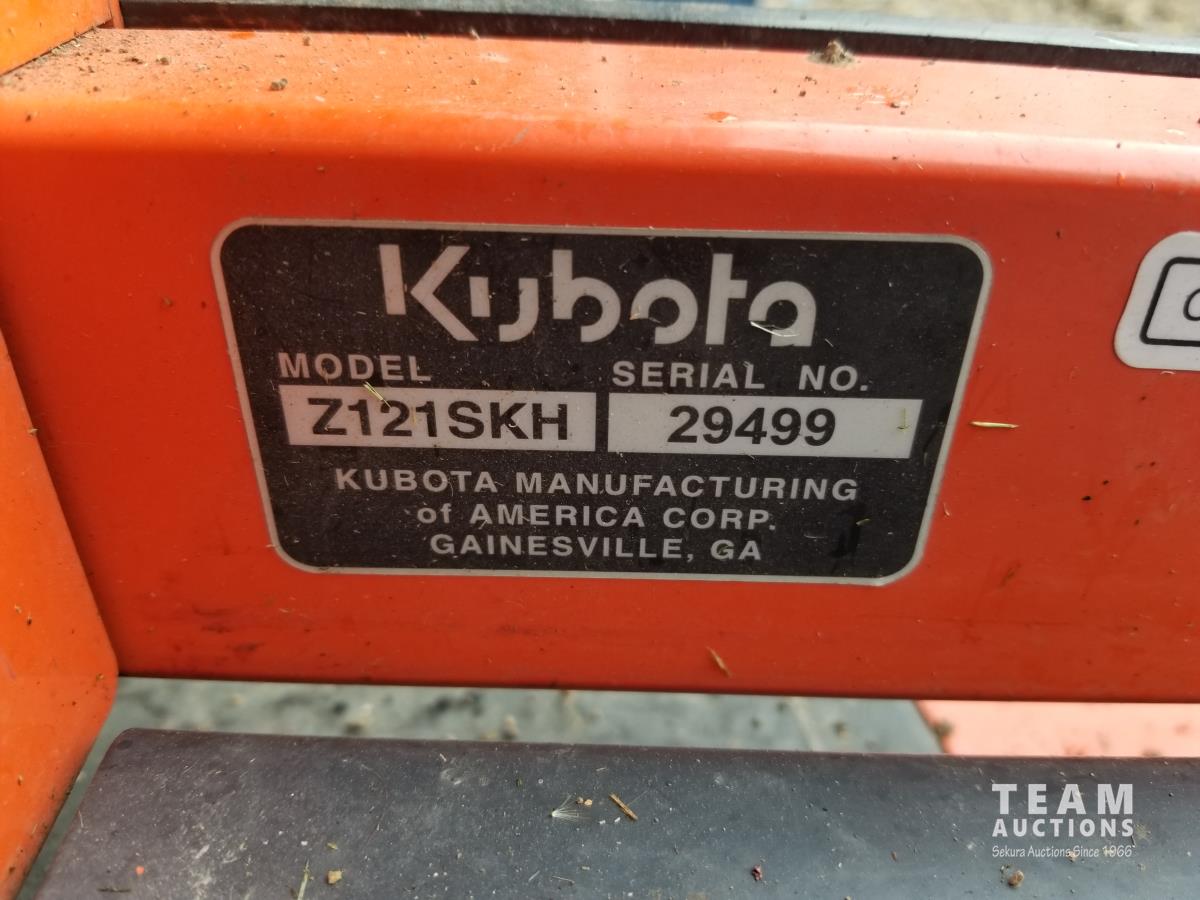 Kubota
MODEL SERIAL NO.
Z121SKH 29499
KUBOTA MANUFACTURING
of AMERICA CORP.
GAINESVILLE, GA
TEAM
AUCTIONS
Sekura Auctions Since 1966